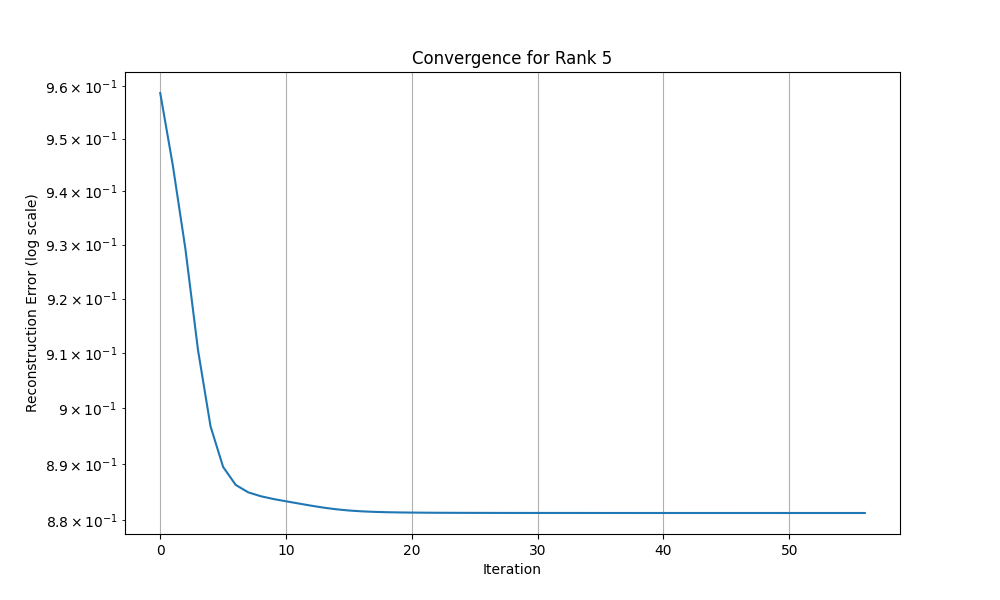 Convergence for Rank 5
Reconstruction Error (log scale)
9.6 × 10⁻¹
9.5 × 10⁻¹
9.4 × 10⁻¹
9.3 × 10⁻¹
9.2 × 10⁻¹
9.1 × 10⁻¹
9 × 10⁻¹
8.9 × 10⁻¹
8.8 × 10⁻¹
0 10 20 30 40 50
Iteration